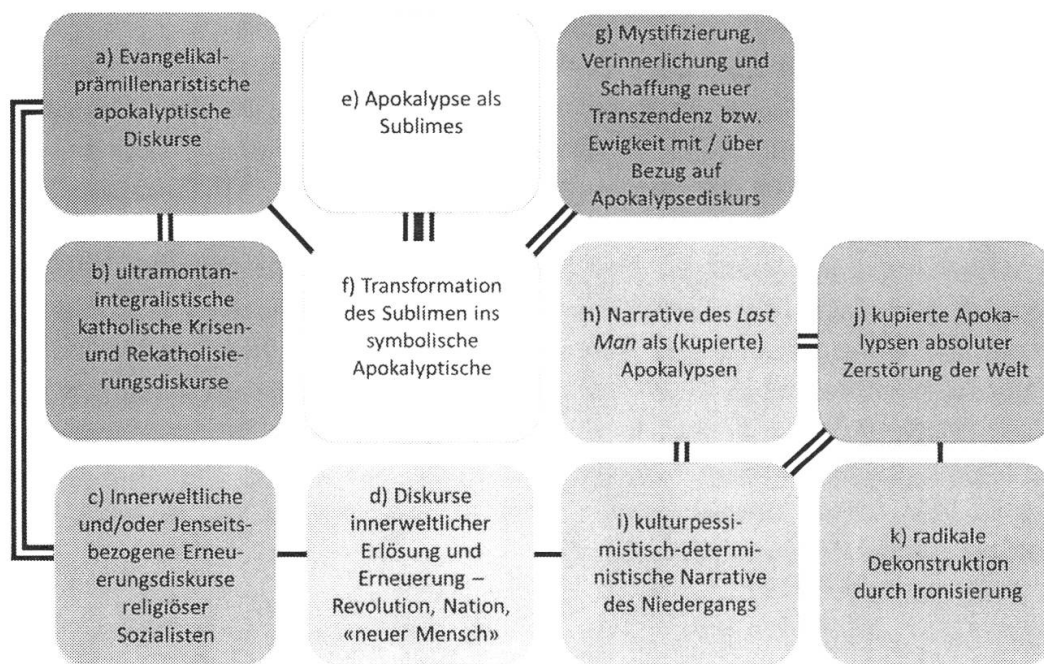 a) Evangelikal-
prämillenaristische
apokalyptische
Diskurse
e) Apokalypse als
Sublimes
g) Mystifizierung,
Verinnerlichung und
Schaffung neuer
Transzendenz bzw.
Ewigkeit mit / über
Bezug auf
Apokalypsediskurs
b) ultramontan-
integralistische
katholische Krisen-
und Rekatholisie-
rungsdiskurse
f) Transformation
des Sublimen ins
symbolische
Apokalyptische
h) Narrative des Last
Man als (kupierte)
Apokalypsen
j) kupierte Apoka-
lypsen absoluter
Zerstörung der Welt
c) Innerweltliche
und/oder Jenseits-
bezogene Erneu-
erungsdiskurse
religiöser
Sozialisten
d) Diskurse
innerweltlicher
Erlösung und
Erneuerung –
Revolution, Nation,
«neuer Mensch»
i) kulturpessi-
mistisch-determi-
nistische Narrative
des Niedergangs
k) radikale
Dekonstruktion
durch Ironisierung